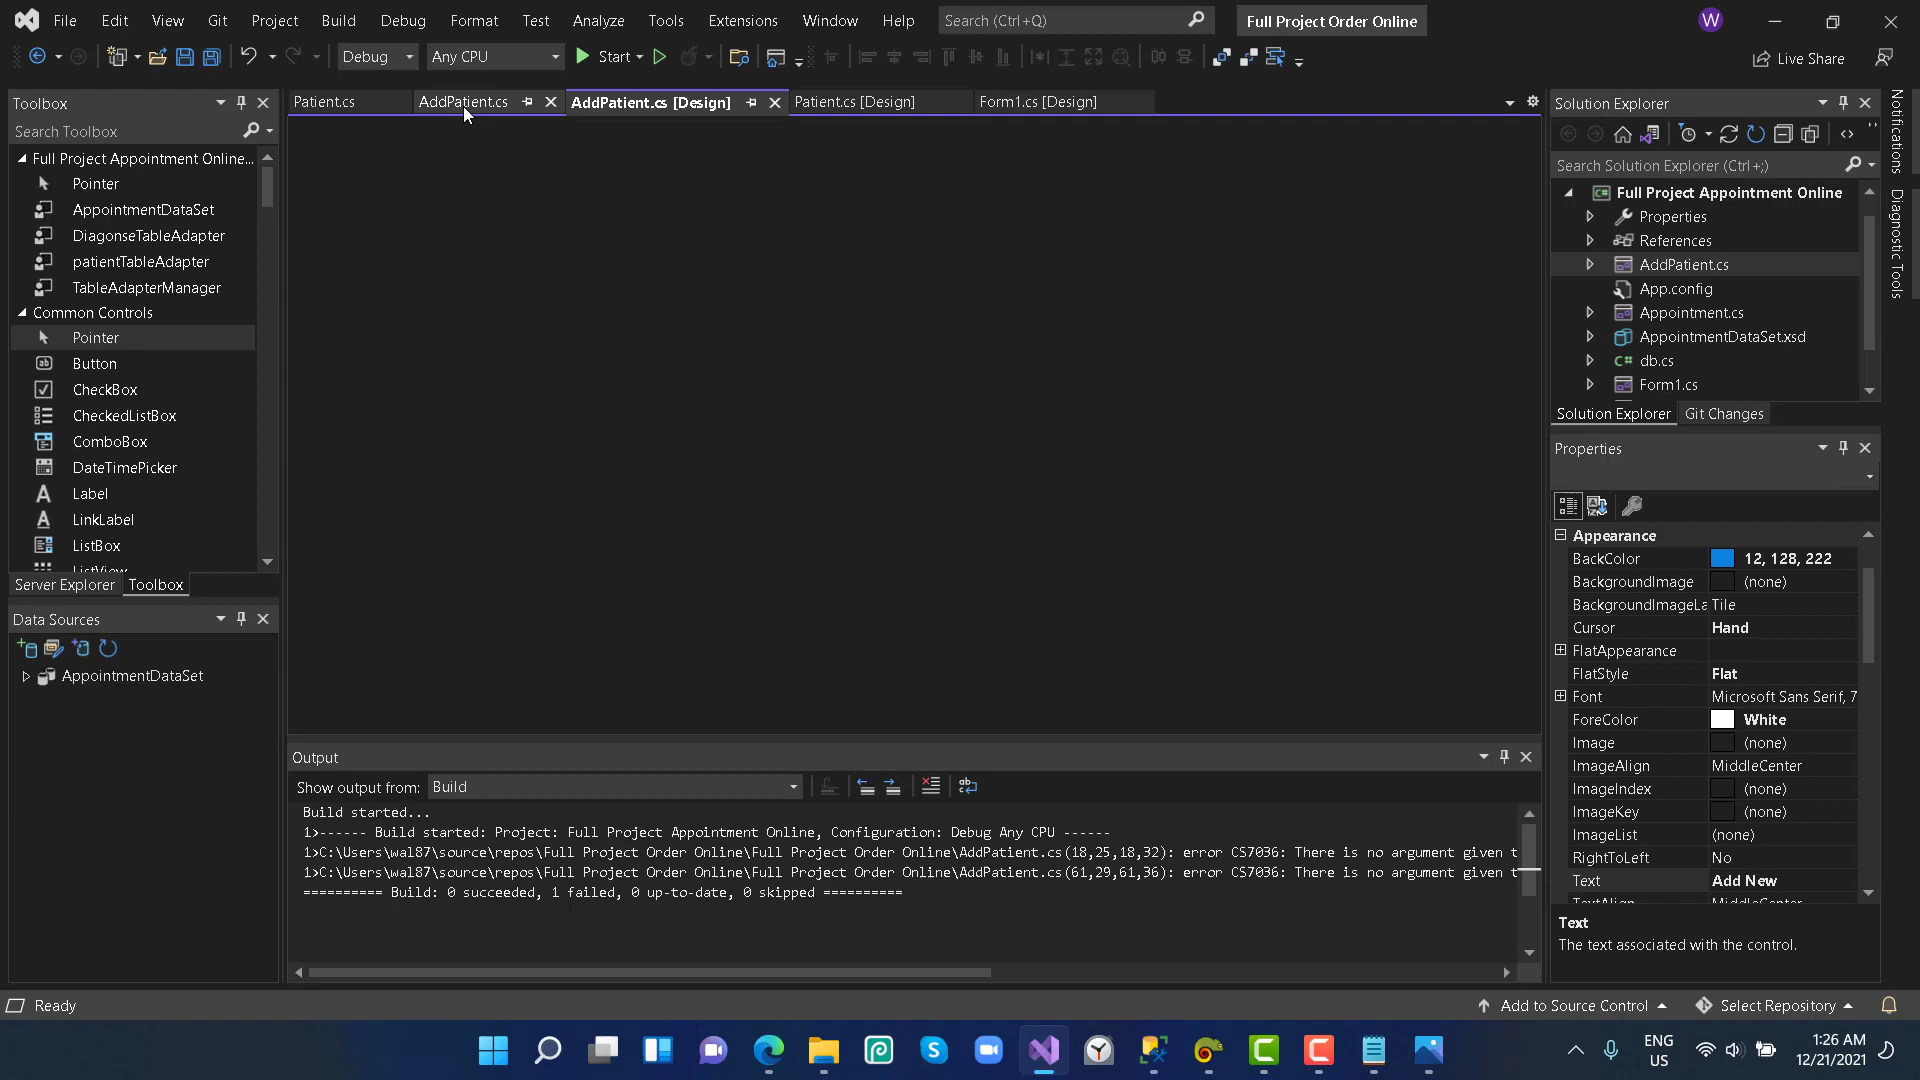 File Edit View Git Project Build Debug Format Test Analyze Tools Extensions Window Help Search (Ctrl+Q) Full Project Order Online W
Debug Any CPU Start Live Share
Toolbox
Search Toolbox
Full Project Appointment Online...
Pointer
AppointmentDataSet
DiagonseTableAdapter
patientTableAdapter
TableAdapterManager
Common Controls
Pointer
Button
CheckBox
CheckedListBox
ComboBox
DateTimePicker
Label
LinkLabel
ListBox
ListView
Server Explorer Toolbox
Data Sources
AppointmentDataSet
Patient.cs AddPatient.cs AddPatient.cs [Design] Patient.cs [Design] Form1.cs [Design]
Output
Show output from: Build
Build started...
1>------ Build started: Project: Full Project Appointment Online, Configuration: Debug Any CPU ------
1>C:\Users\wal87\source\repos\Full Project Order Online\Full Project Order Online\AddPatient.cs(18,25,18,32): error CS7036: There is no argument given t
1>C:\Users\wal87\source\repos\Full Project Order Online\Full Project Order Online\AddPatient.cs(61,29,61,36): error CS7036: There is no argument given t
========== Build: 0 succeeded, 1 failed, 0 up-to-date, 0 skipped ==========
Solution Explorer
Search Solution Explorer (Ctrl+;)
Full Project Appointment Online
Properties
References
AddPatient.cs
App.config
Appointment.cs
AppointmentDataSet.xsd
db.cs
Form1.cs
Solution Explorer Git Changes
Properties
Appearance
BackColor 12, 128, 222
BackgroundImage (none)
BackgroundImageLa Tile
Cursor Hand
FlatAppearance
FlatStyle Flat
Font Microsoft Sans Serif, 7
ForeColor White
Image (none)
ImageAlign MiddleCenter
ImageIndex (none)
ImageKey (none)
ImageList (none)
RightToLeft No
Text Add New
TextAlign MiddleCenter
Text
The text associated with the control.
Notifications
Diagnostic Tools
Ready Add to Source Control Select Repository
ENG
US
1:26 AM
12/21/2021